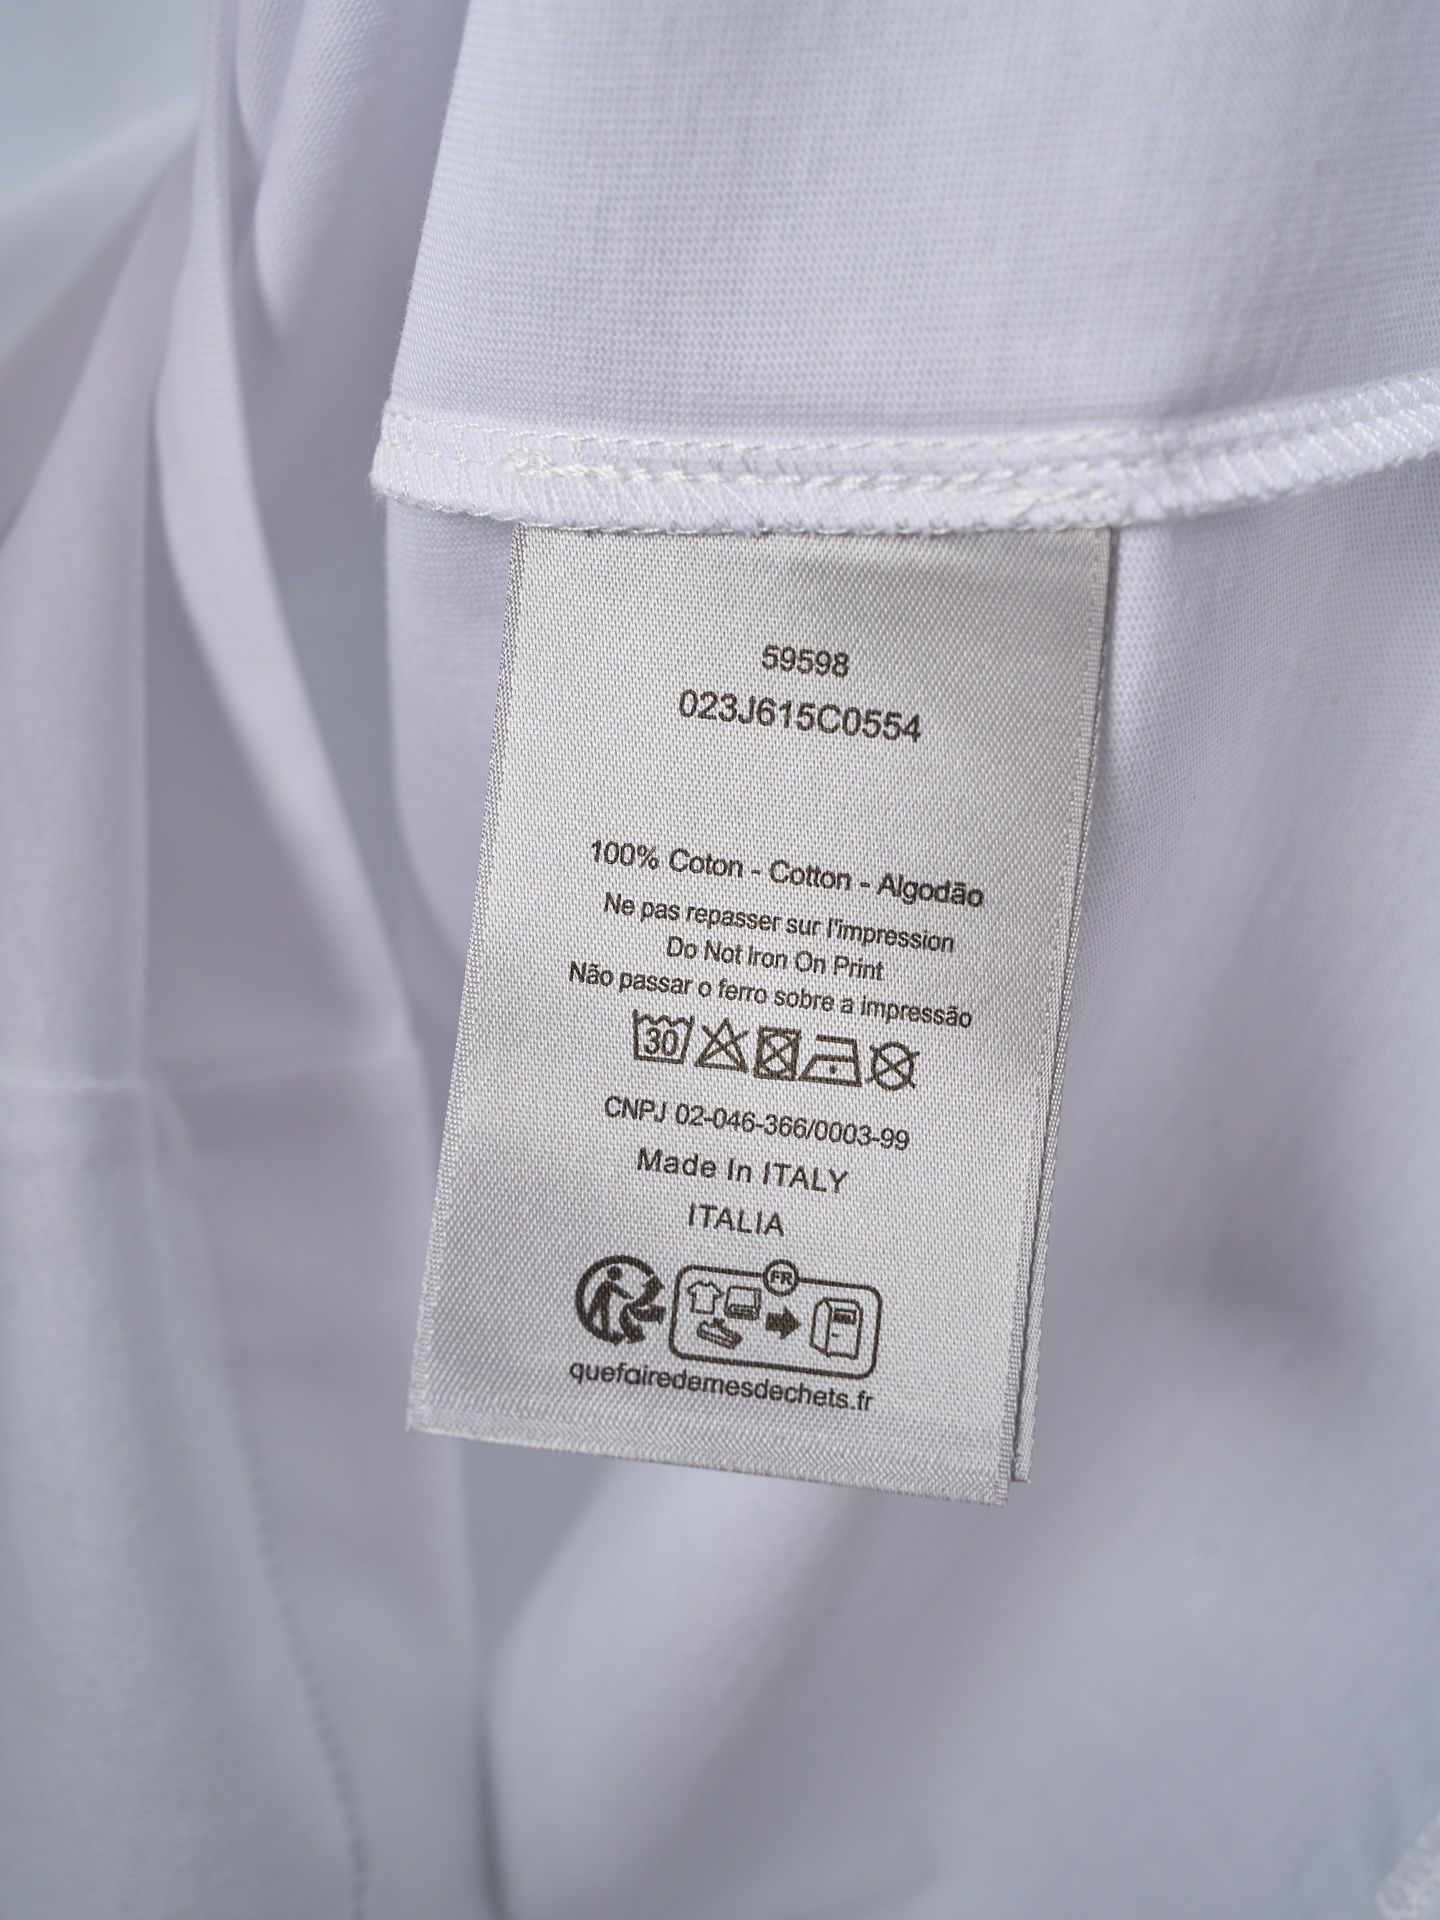 59598
023J615C0554
100% Coton - Cotton - Algodão
Ne pas repasser sur l'impression
Do Not Iron On Print
Não passar o ferro sobre a impressão
30
CNPJ 02-046-366/0003-99
Made In ITALY
ITALIA
FR
quefairedemesdechets.fr